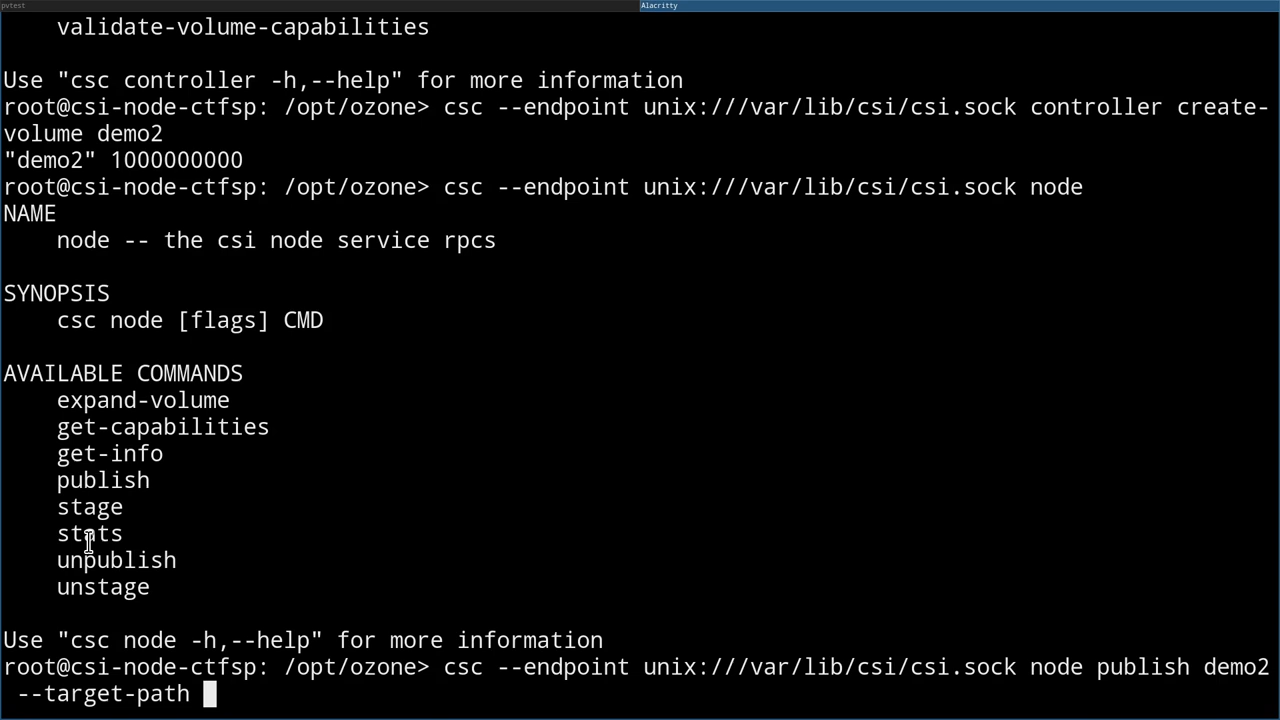 pvtest
Alacritty
validate-volume-capabilities
Use "csc controller -h,--help" for more information
root@csi-node-ctfsp: /opt/ozone> csc --endpoint unix:///var/lib/csi/csi.sock controller create-
volume demo2
"demo2" 1000000000
root@csi-node-ctfsp: /opt/ozone> csc --endpoint unix:///var/lib/csi/csi.sock node
NAME
node -- the csi node service rpcs
SYNOPSIS
csc node [flags] CMD
AVAILABLE COMMANDS
expand-volume
get-capabilities
get-info
publish
stage
stats
unpublish
unstage
Use "csc node -h,--help" for more information
root@csi-node-ctfsp: /opt/ozone> csc --endpoint unix:///var/lib/csi/csi.sock node publish demo2
--target-path